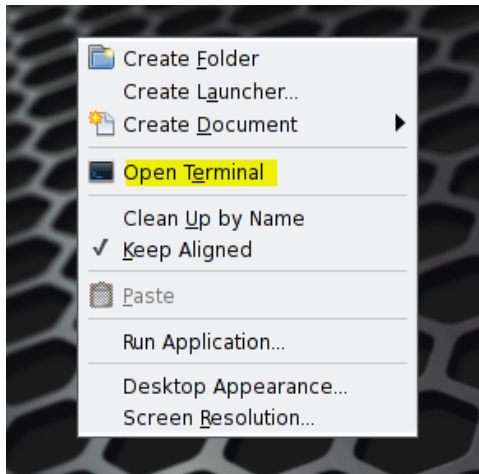 Create Folder
Create Launcher...
Create Document
Open Terminal
Clean Up by Name
Keep Aligned
Paste
Run Application...
Desktop Appearance...
Screen Resolution...